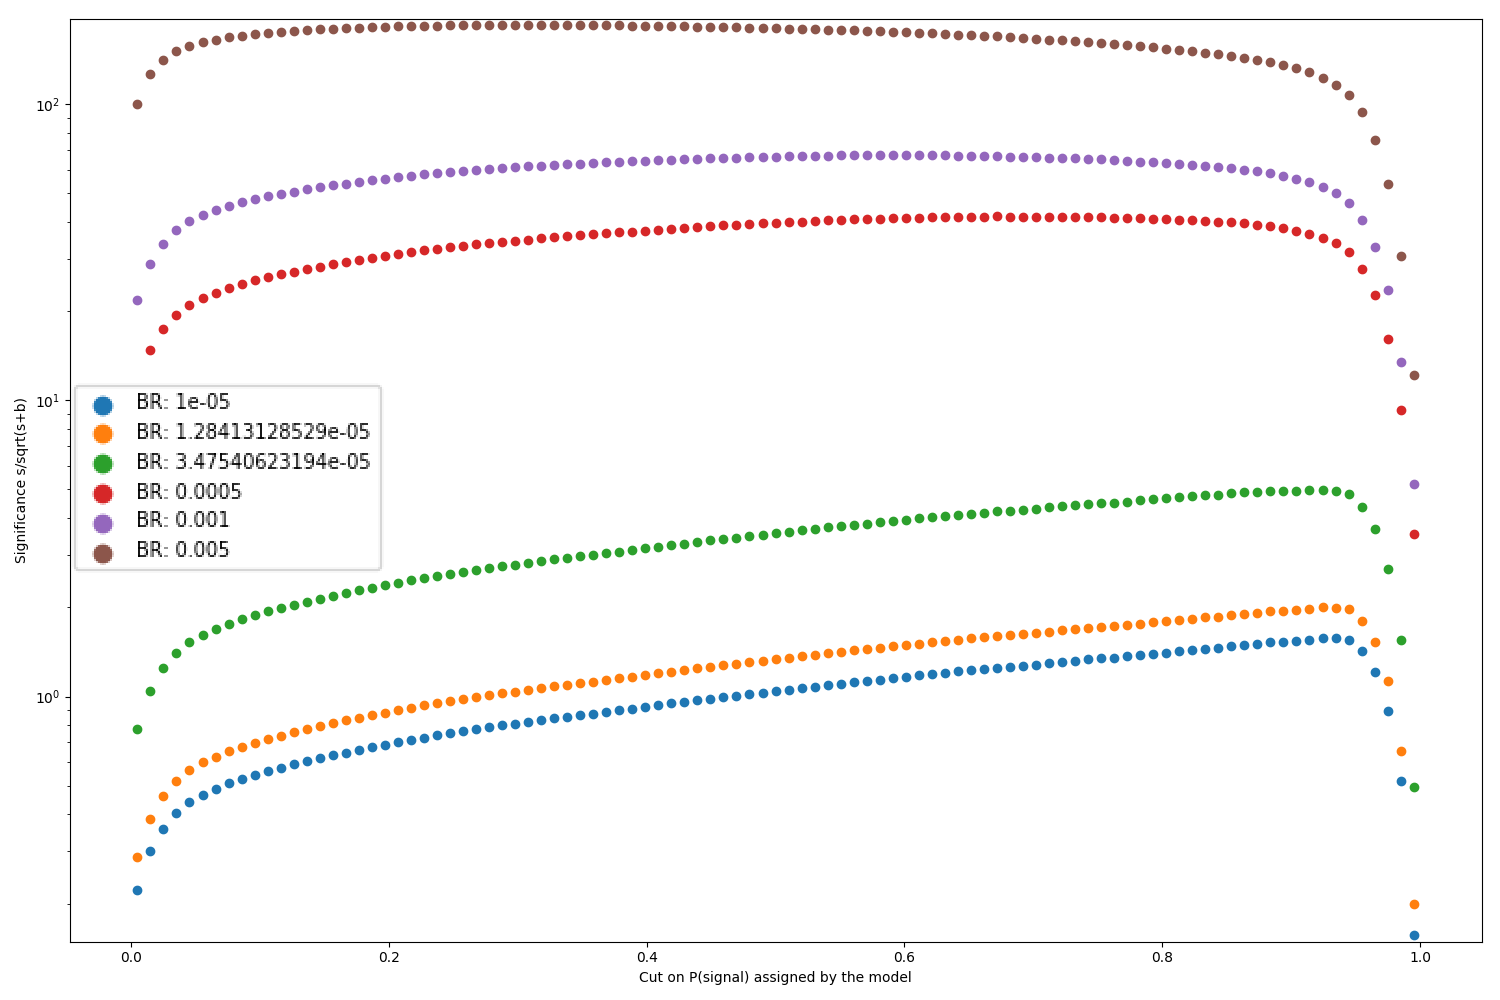 10²
10¹
10⁰
Significance s/sqrt(s+b)
BR: 1e-05
BR: 1.28413128529e-05
BR: 3.47540623194e-05
BR: 0.0005
BR: 0.001
BR: 0.005
0.0 0.2 0.4 0.6 0.8 1.0
Cut on P(signal) assigned by the model